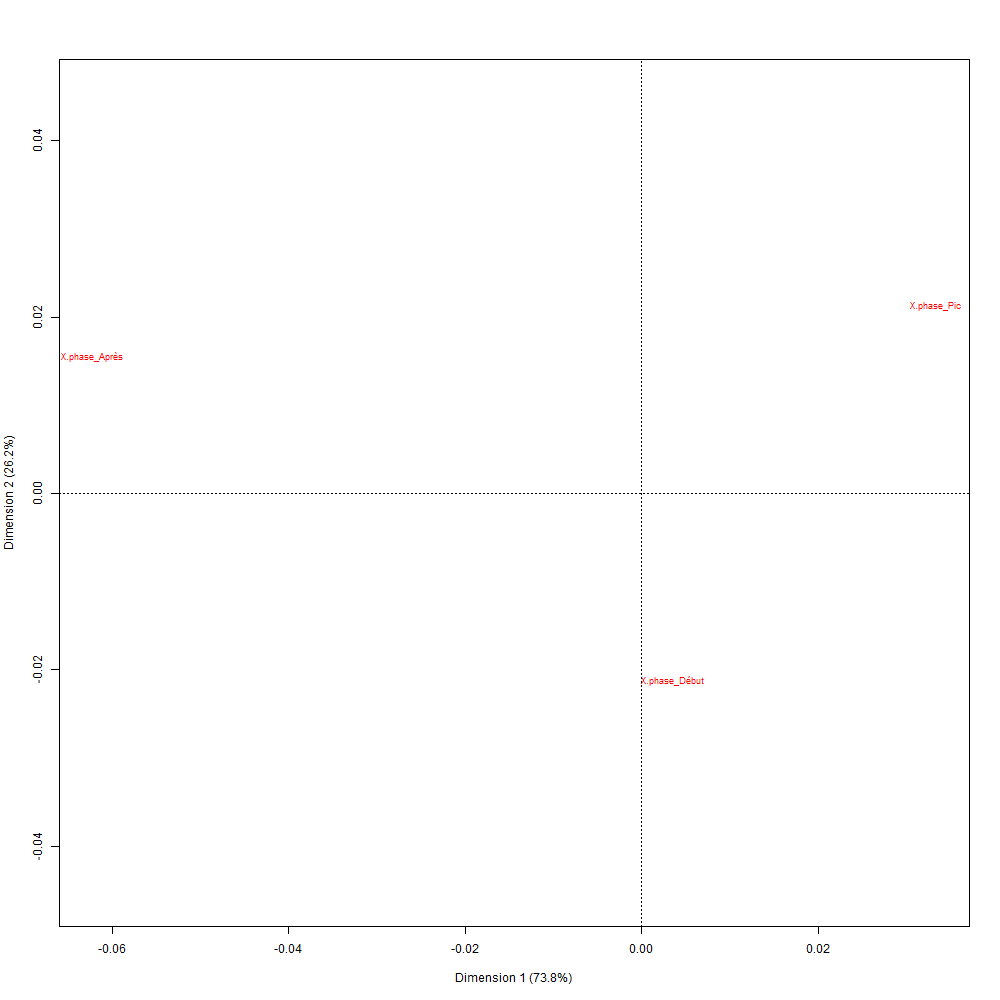 0.04
X.phase_Pic
0.02
X.phase_Après
Dimension 2 (26.2%)
0.00
-0.02
X.phase_Début
-0.04
-0.06 -0.04 -0.02 0.00 0.02
Dimension 1 (73.8%)